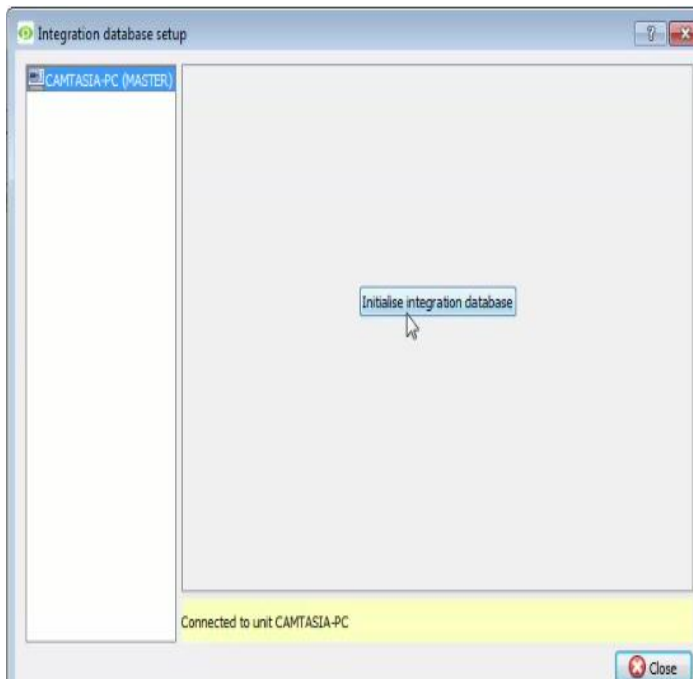 Integration database setup
CAMTASIA-PC (MASTER)
Initialise integration database
Connected to unit CAMTASIA-PC
Close